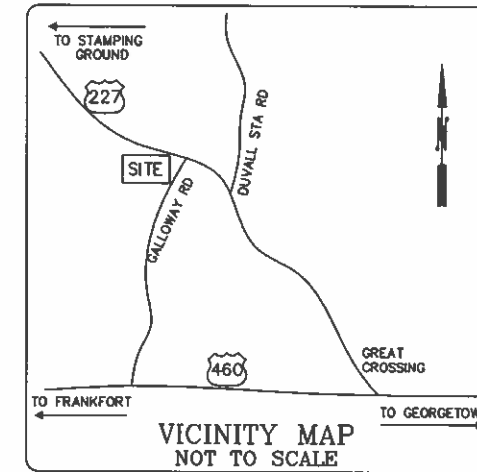 TO STAMPING
GROUND
227
DUVALL STA RD
N
SITE
GALLOWAY RD
GREAT
CROSSING
460
TO FRANKFORT
TO GEORGETOW
VICINITY MAP
NOT TO SCALE